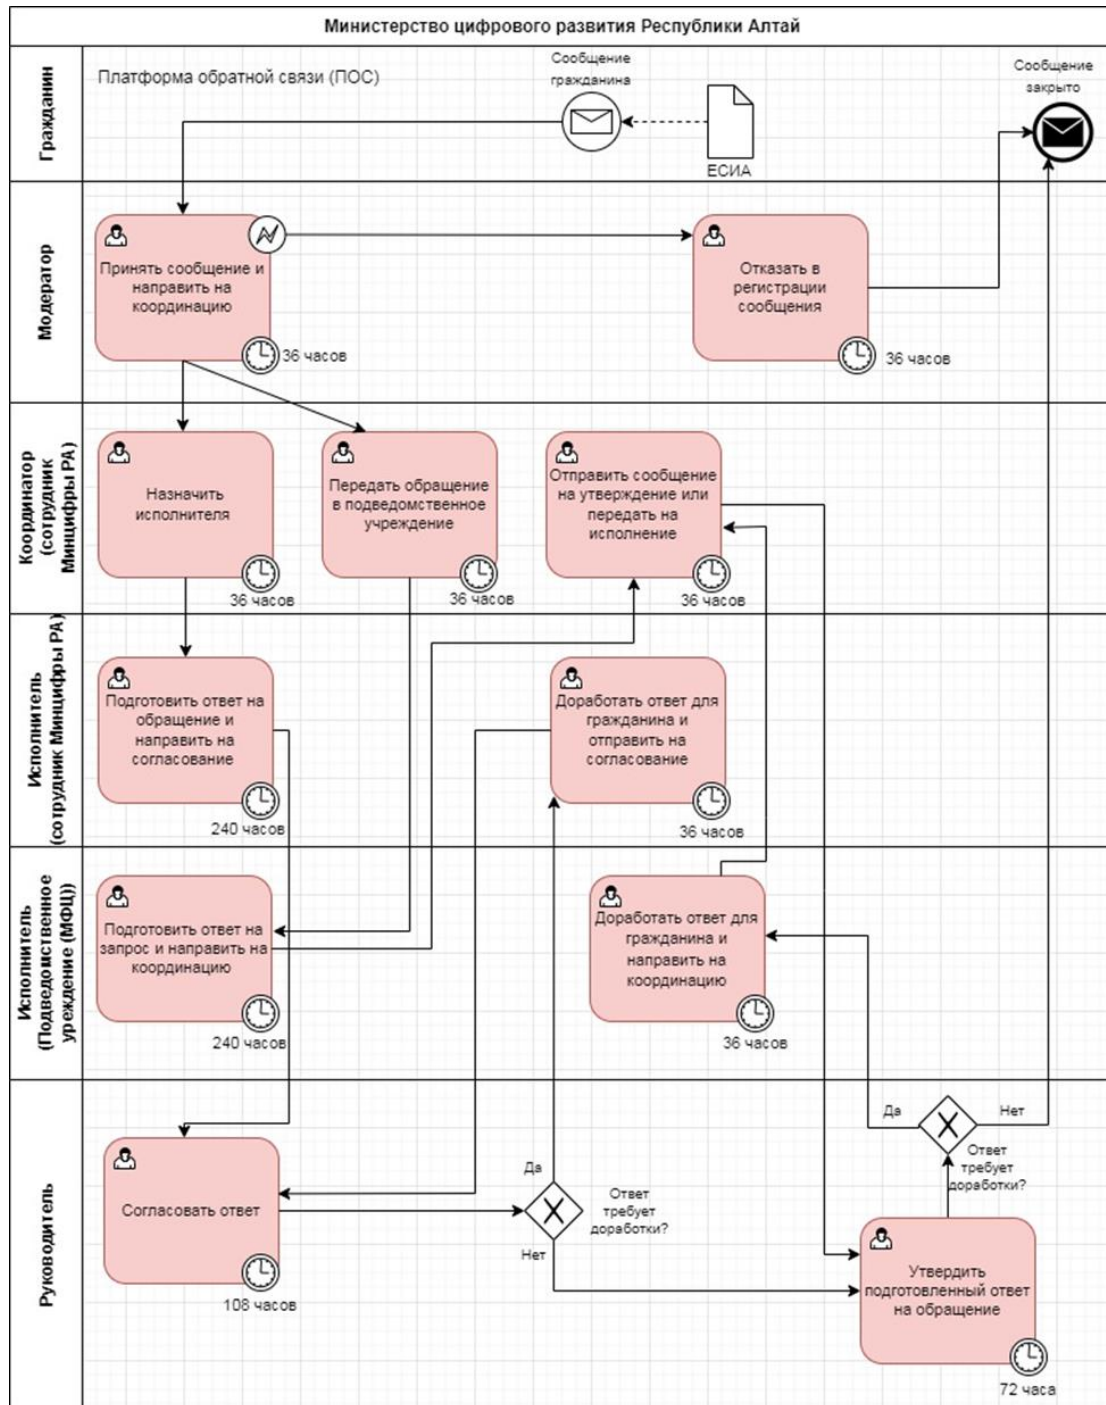 Министерство цифрового развития Республики Алтай
Гражданин
Платформа обратной связи (ПОС)
Сообщение
гражданина
ЕСИА
Сообщение
закрыто
Модератор
Принять сообщение и
направить на
координацию
36 часов
Отказать в
регистрации
сообщения
36 часов
Координатор
(сотрудник
Минцифры РА)
Назначить
исполнителя
36 часов
Передать обращение
в подведомственное
учреждение
36 часов
Отправить сообщение
на утверждение или
передать на
исполнение
36 часов
Исполнитель
(сотрудник Минцифры РА)
Подготовить ответ на
обращение и
направить на
согласование
240 часов
Доработать ответ для
гражданина и
отправить на
согласование
36 часов
Исполнитель
(Подведомственное
уреждение (МФЦ))
Подготовить ответ на
запрос и направить на
координацию
240 часов
Доработать ответ для
гражданина и
направить на
координацию
36 часов
Руководитель
Согласовать ответ
108 часов
Да
Ответ
требует
доработки?
Нет
Да
Нет
Ответ
требует
доработки?
Утвердить
подготовленный ответ
на обращение
72 часа